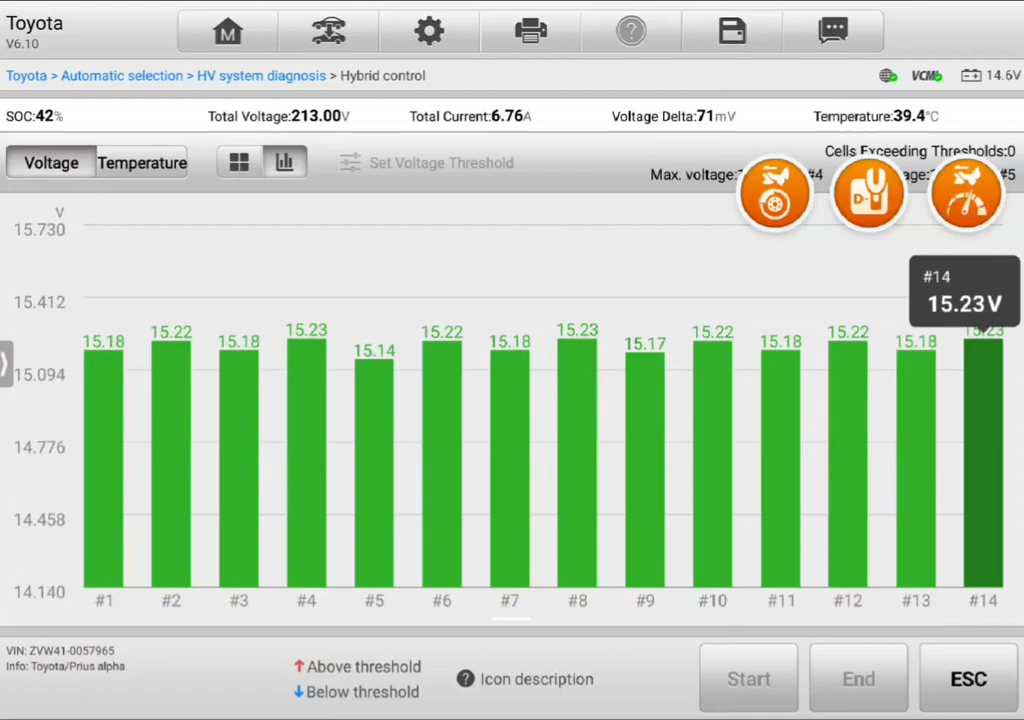 Toyota
V6.10
M
?
Toyota > Automatic selection > HV system diagnosis > Hybrid control
VCMI
14.6V
SOC:42% Total Voltage:213.00V Total Current:6.76A Voltage Delta:71mV Temperature:39.4°C
Voltage Temperature Set Voltage Threshold
Cells Exceeding Thresholds:0
Max. voltage: #4 #5
D-
V
15.730
15.412
15.094
14.776
14.458
14.140
#14
15.23V
15.18 15.22 15.18 15.23 15.14 15.22 15.18 15.23 15.17 15.22 15.18 15.22 15.18 15.23
#1 #2 #3 #4 #5 #6 #7 #8 #9 #10 #11 #12 #13 #14
VIN: ZVW41-0057965
Info: Toyota/Prius alpha
↑ Above threshold
↓ Below threshold
? Icon description
Start
End
ESC